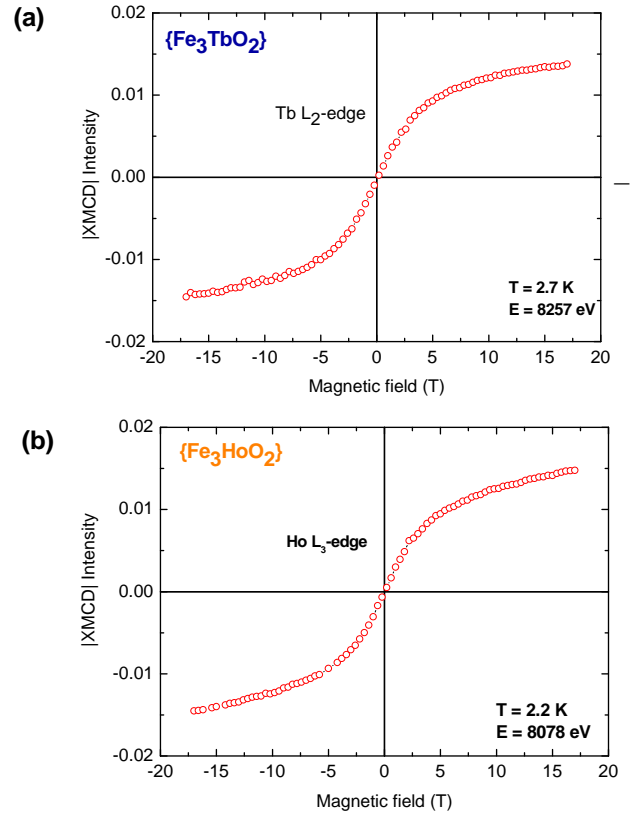 (a)
{Fe₃TbO₂}
Tb L₂-edge
|XMCD| Intensity
0.02
0.01
0.00
-0.01
-0.02
T = 2.7 K
E = 8257 eV
-20 -15 -10 -5 0 5 10 15 20
Magnetic field (T)
|
(b)
{Fe₃HoO₂}
Ho L₃-edge
|XMCD| Intensity
0.02
0.01
0.00
-0.01
-0.02
T = 2.2 K
E = 8078 eV
-20 -15 -10 -5 0 5 10 15 20
Magnetic field (T)